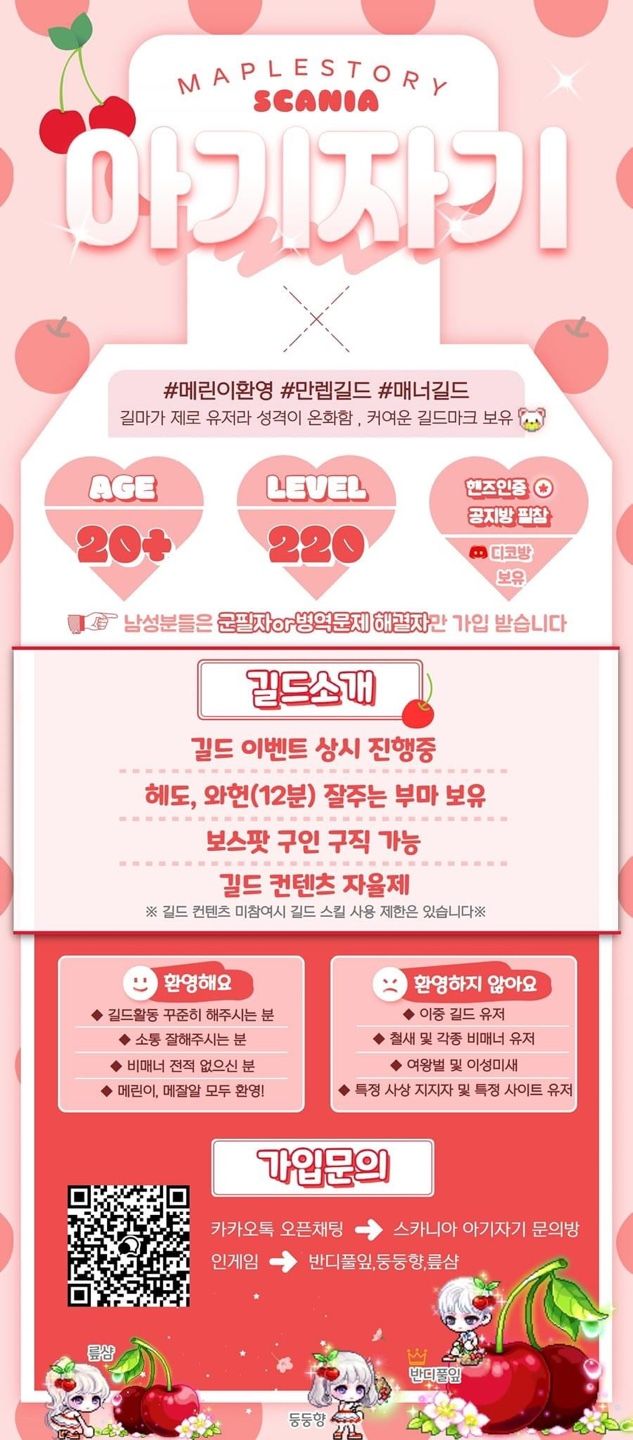 MAPLESTORY
SCANIA
아기자기
#메린이환영 #만렙길드 #매너길드
길마가 제로 유저라 성격이 온화함 , 커여운 길드마크 보유
AGE
20+
LEVEL
220
핸즈인증
공지방 필참
디코방
보유
남성분들은 군필자or병역문제 해결자만 가입 받습니다
길드소개
길드 이벤트 상시 진행중
헤도, 와헌(12분) 잘주는 부마 보유
보스팟 구인 구직 가능
길드 컨텐츠 자율제
※ 길드 컨텐츠 미참여시 길드 스킬 사용 제한은 있습니다※
환영해요
◆ 길드활동 꾸준히 해주시는 분
◆ 소통 잘해주시는 분
◆ 비매너 전적 없으신 분
◆ 메린이, 메잘알 모두 환영!
환영하지 않아요
◆ 이중 길드 유저
◆ 철새 및 각종 비매너 유저
◆ 여왕벌 및 이성미새
◆ 특정 사상 지지자 및 특정 사이트 유저
가입문의
카카오톡 오픈채팅 → 스카니아 아기자기 문의방
인게임 → 반디풀잎,둥둥향,릎샴
릎샴
둥둥향
반디풀잎